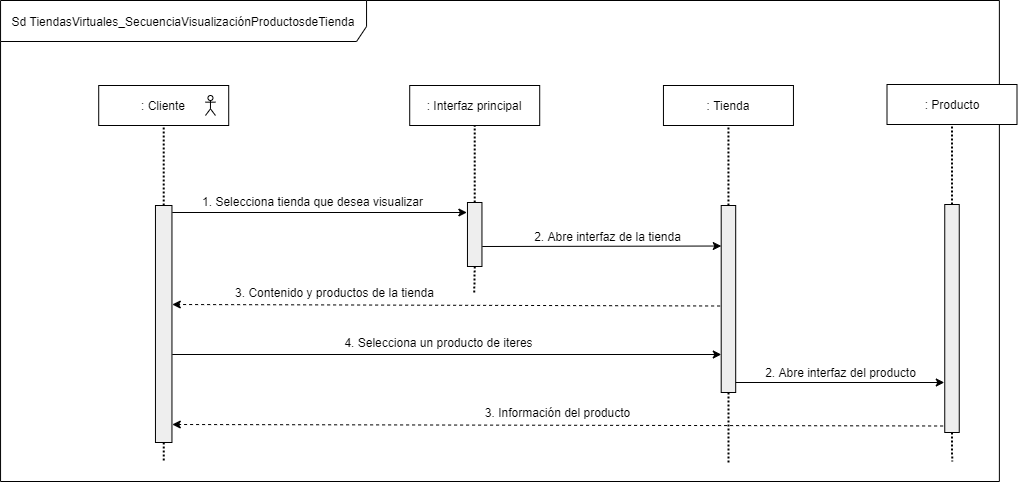 Sd TiendasVirtuales_SecuenciaVisualizaciónProductosdeTienda
: Cliente
: Interfaz principal
: Tienda
: Producto
1. Selecciona tienda que desea visualizar
2. Abre interfaz de la tienda
3. Contenido y productos de la tienda
4. Selecciona un producto de iteres
2. Abre interfaz del producto
3. Información del producto